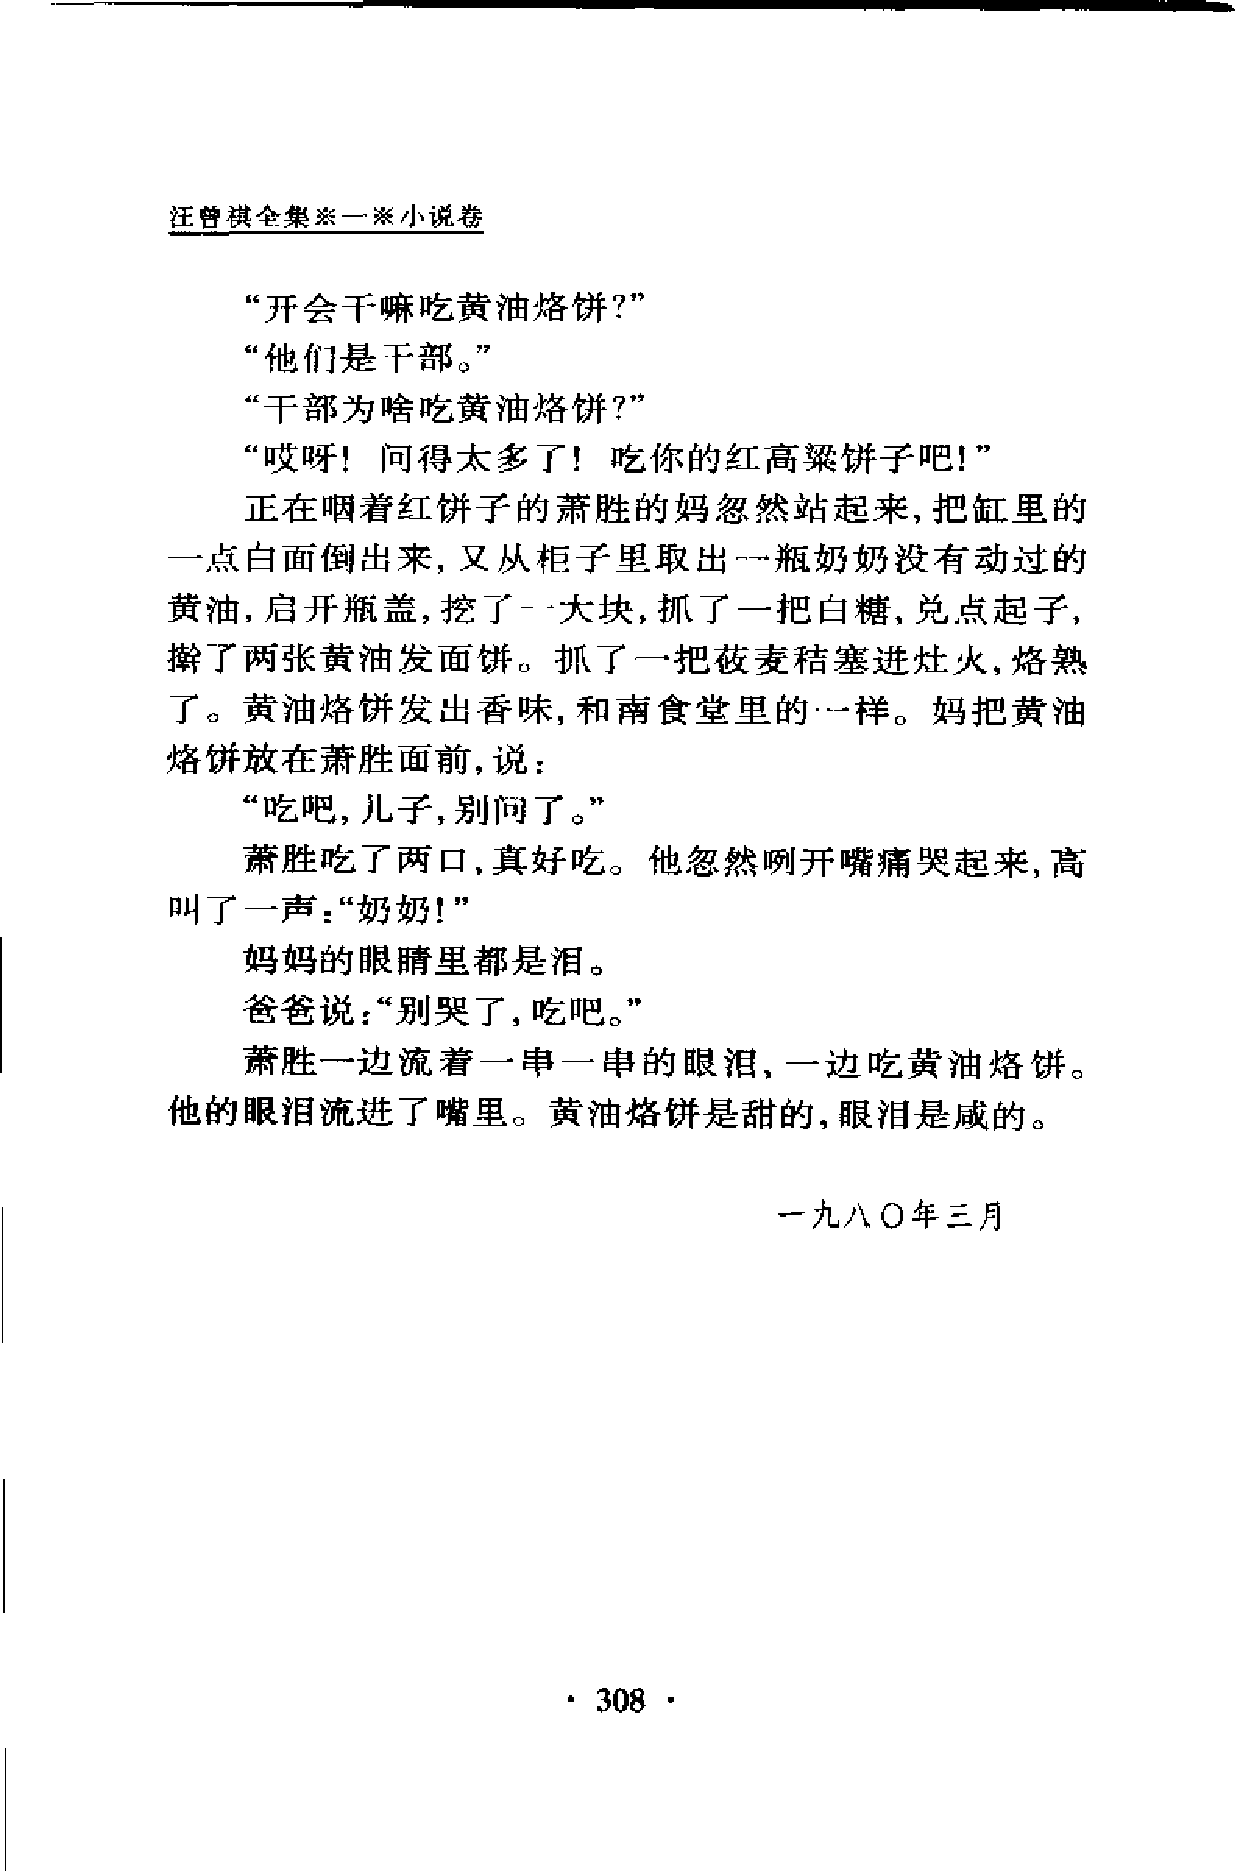 汪曾祺全集※一※小说卷
“开会干嘛吃黄油烙饼?”
“他们是干部。”
“干部为啥吃黄油烙饼?”
“哎呀! 问得太多了! 吃你的红高粱饼子吧!”
正在咽着红饼子的萧胜的妈忽然站起来,把缸里的
一点白面倒出来,又从柜子里取出一瓶奶奶没有动过的
黄油,启开瓶盖,挖了一大块,抓了一把白糖,兑点起子,
擀了两张黄油发面饼。抓了一把莜麦秸塞进灶火,烙熟
了。黄油烙饼发出香味,和南食堂里的一样。妈把黄油
烙饼放在萧胜面前,说:
“吃吧,儿子,别问了。”
萧胜吃了两口,真好吃。他忽然咧开嘴痛哭起来,高
叫了一声:“奶奶!”
妈妈的眼睛里都是泪。
爸爸说:“别哭了,吃吧。”
萧胜一边流着一串一串的眼泪,一边吃黄油烙饼。
他的眼泪流进了嘴里。黄油烙饼是甜的,眼泪是咸的。
一九八〇年三月
· 308 ·